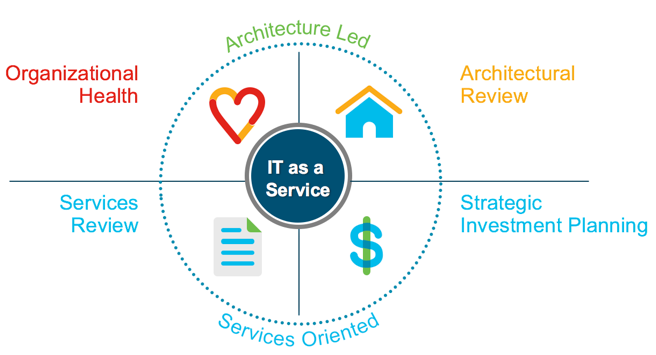 Architecture Led
Organizational
Health
Architectural
Review
IT as a
Service
Services
Review
Strategic
Investment Planning
Services Oriented